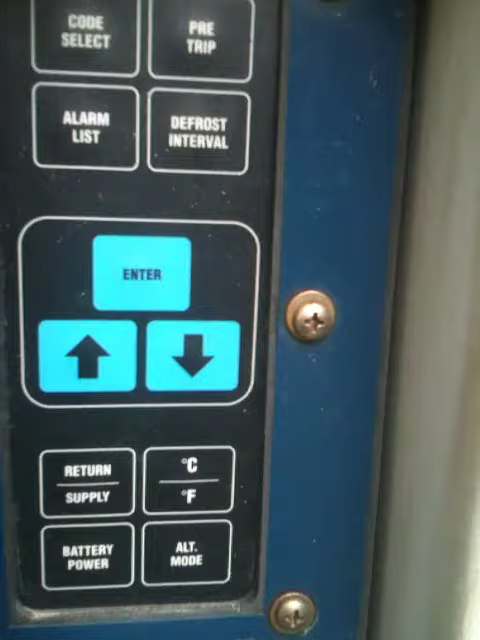 CODE
SELECT
PRE
TRIP
ALARM
LIST
DEFROST
INTERVAL
ENTER
RETURN
SUPPLY
°C
°F
BATTERY
POWER
ALT.
MODE